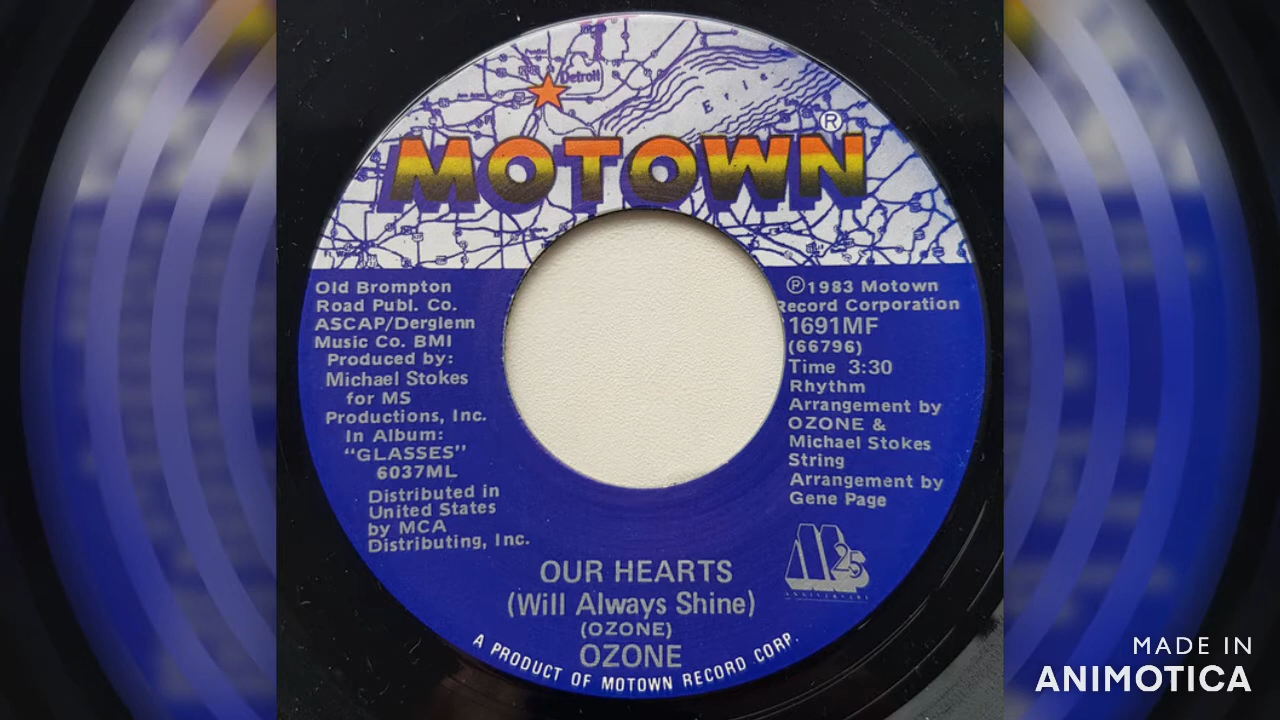 Detroit
Erie
MOTOWN®
Old Brompton
Road Publ. Co.
ASCAP/Derglenn
Music Co. BMI
Produced by:
Michael Stokes
for MS
Productions, Inc.
In Album:
"GLASSES"
6037ML
Distributed in
United States
by MCA
Distributing, Inc.
℗1983 Motown
Record Corporation
1691MF
(66796)
Time 3:30
Rhythm
Arrangement by
OZONE &
Michael Stokes
String
Arrangement by
Gene Page
M25
ANNIVERSARY
OUR HEARTS
(Will Always Shine)
(OZONE)
OZONE
A PRODUCT OF MOTOWN RECORD CORP.
MADE IN
ANIMOTICA